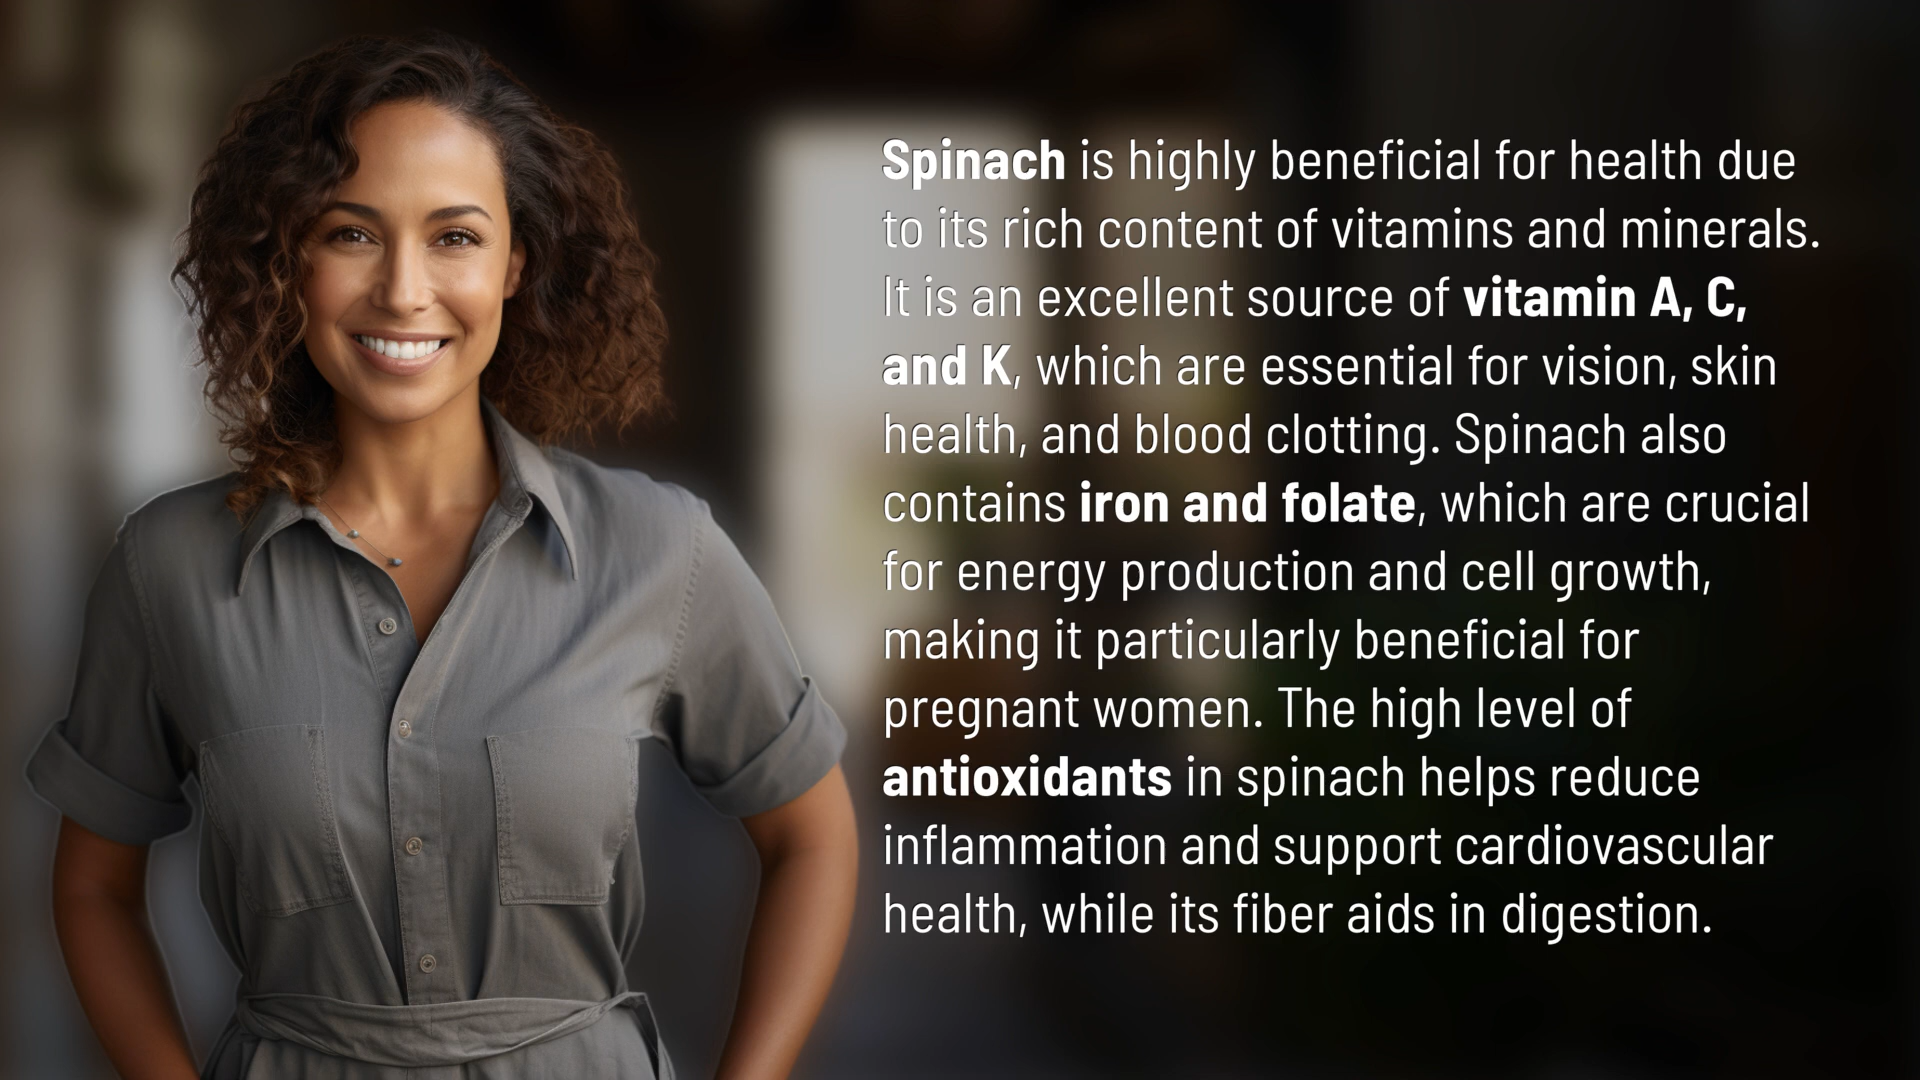 Spinach is highly beneficial for health due
to its rich content of vitamins and minerals.
It is an excellent source of vitamin A, C,
and K, which are essential for vision, skin
health, and blood clotting. Spinach also
contains iron and folate, which are crucial
for energy production and cell growth,
making it particularly beneficial for
pregnant women. The high level of
antioxidants in spinach helps reduce
inflammation and support cardiovascular
health, while its fiber aids in digestion.